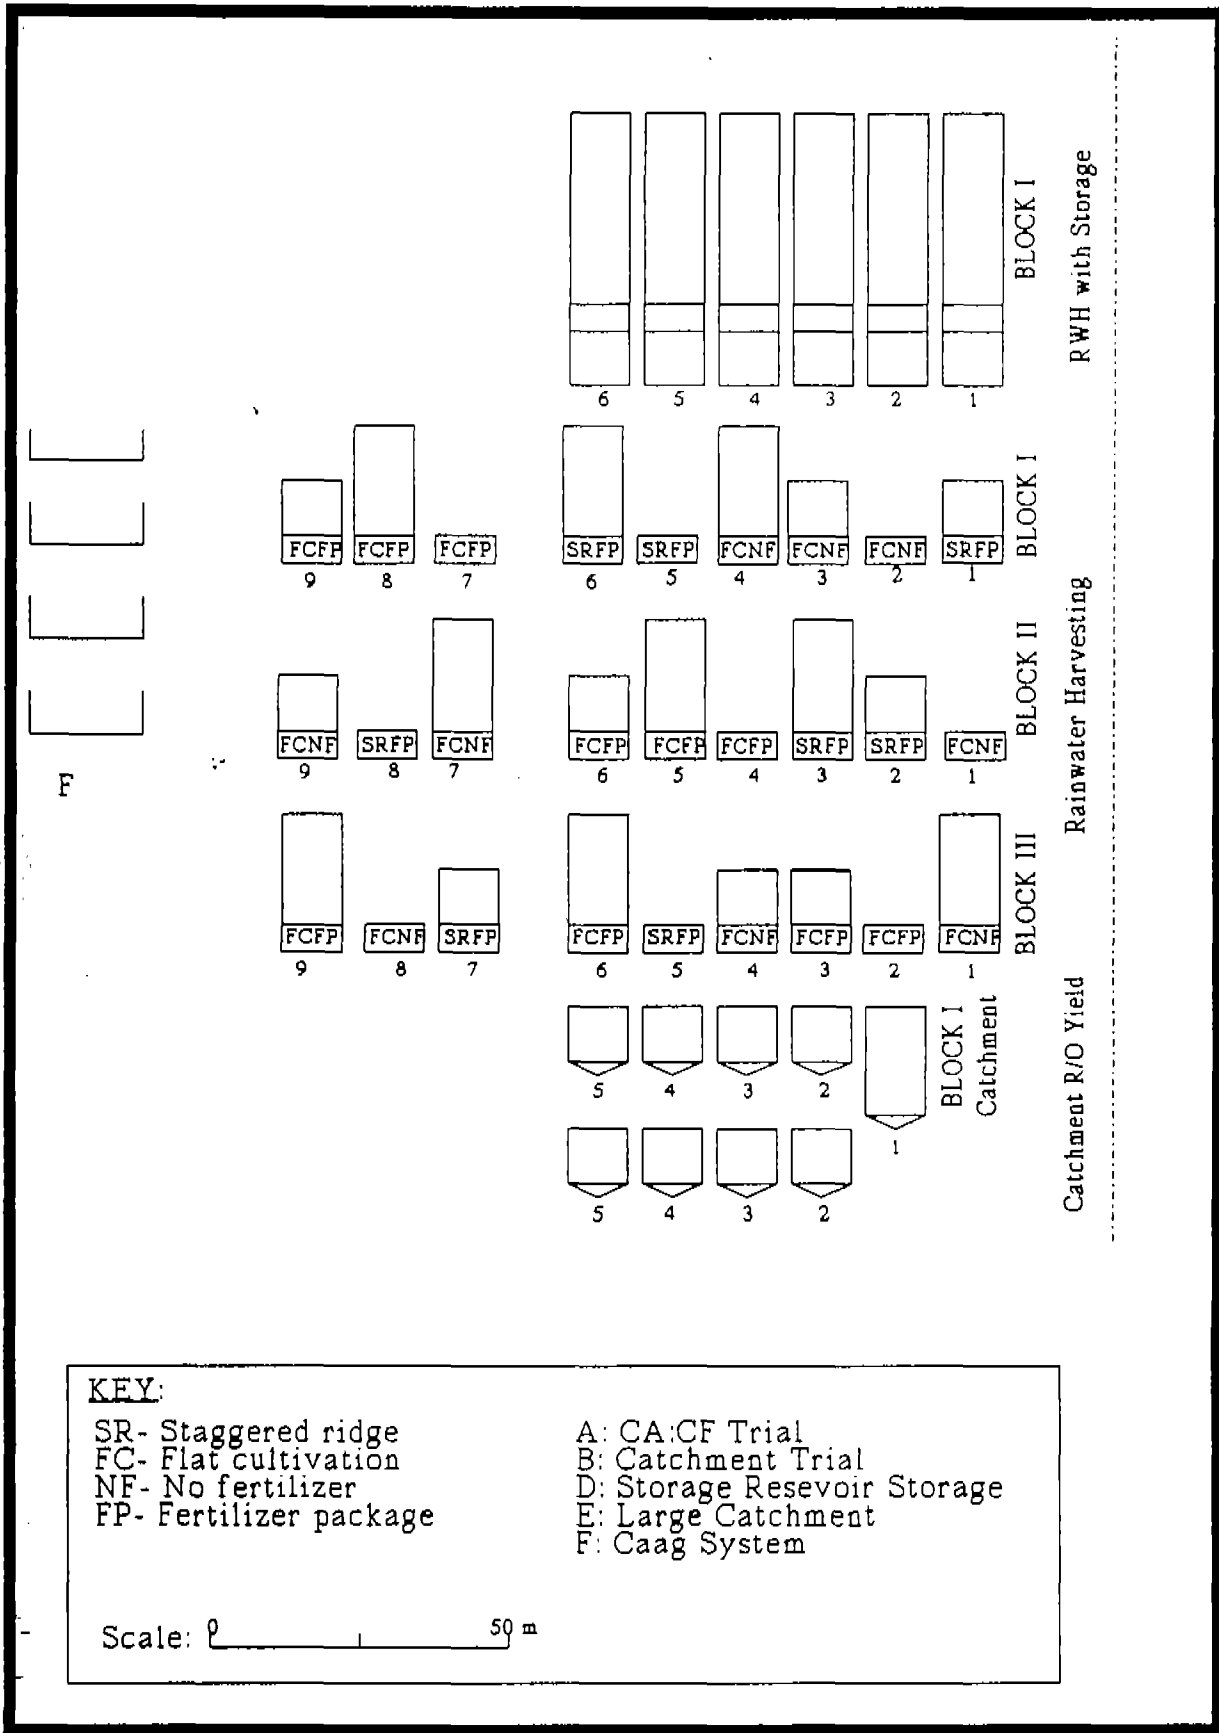 6 5 4 3 2 1
BLOCK I
RWH with Storage
FCFP FCFP FCFP SRFP SRFP FCNF FCNF FCNF SRFP
9 8 7 6 5 4 3 2 1
BLOCK I
FCNF SRFP FCNF FCFP FCFP FCFP SRFP SRFP FCNF
9 8 7 6 5 4 3 2 1
BLOCK II
Rainwater Harvesting
F
FCFP FCNF SRFP FCFP SRFP FCNF FCFP FCFP FCNF
9 8 7 6 5 4 3 2 1
BLOCK III
5 4 3 2
1
BLOCK I
Catchment
Catchment R/O Yield
5 4 3 2
KEY:
SR- Staggered ridge
FC- Flat cultivation
NF- No fertilizer
FP- Fertilizer package
A: CA:CF Trial
B: Catchment Trial
D: Storage Resevoir Storage
E: Large Catchment
F: Caag System
Scale: 0 50 m